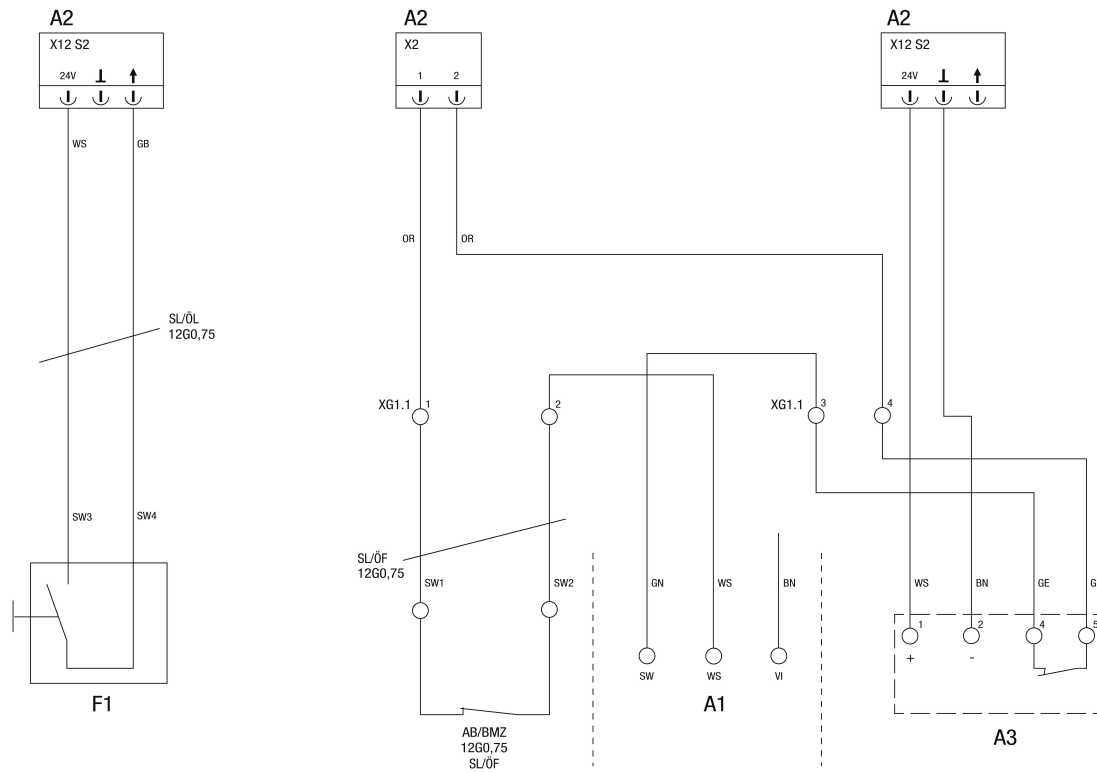 A2
X12 S2
24V
WS
GB
SL/ÖL
12G0,75
SW3
SW4
F1
A2
X2
1
2
OR
OR
XG1.1
1
2
SL/ÖF
12G0,75
SW1
SW2
AB/BMZ
12G0,75
SL/ÖF
XG1.1
3
4
GN
WS
BN
SW
WS
VI
A1
A2
X12 S2
24V
WS
BN
GE
1
2
4
5
+
-
A3